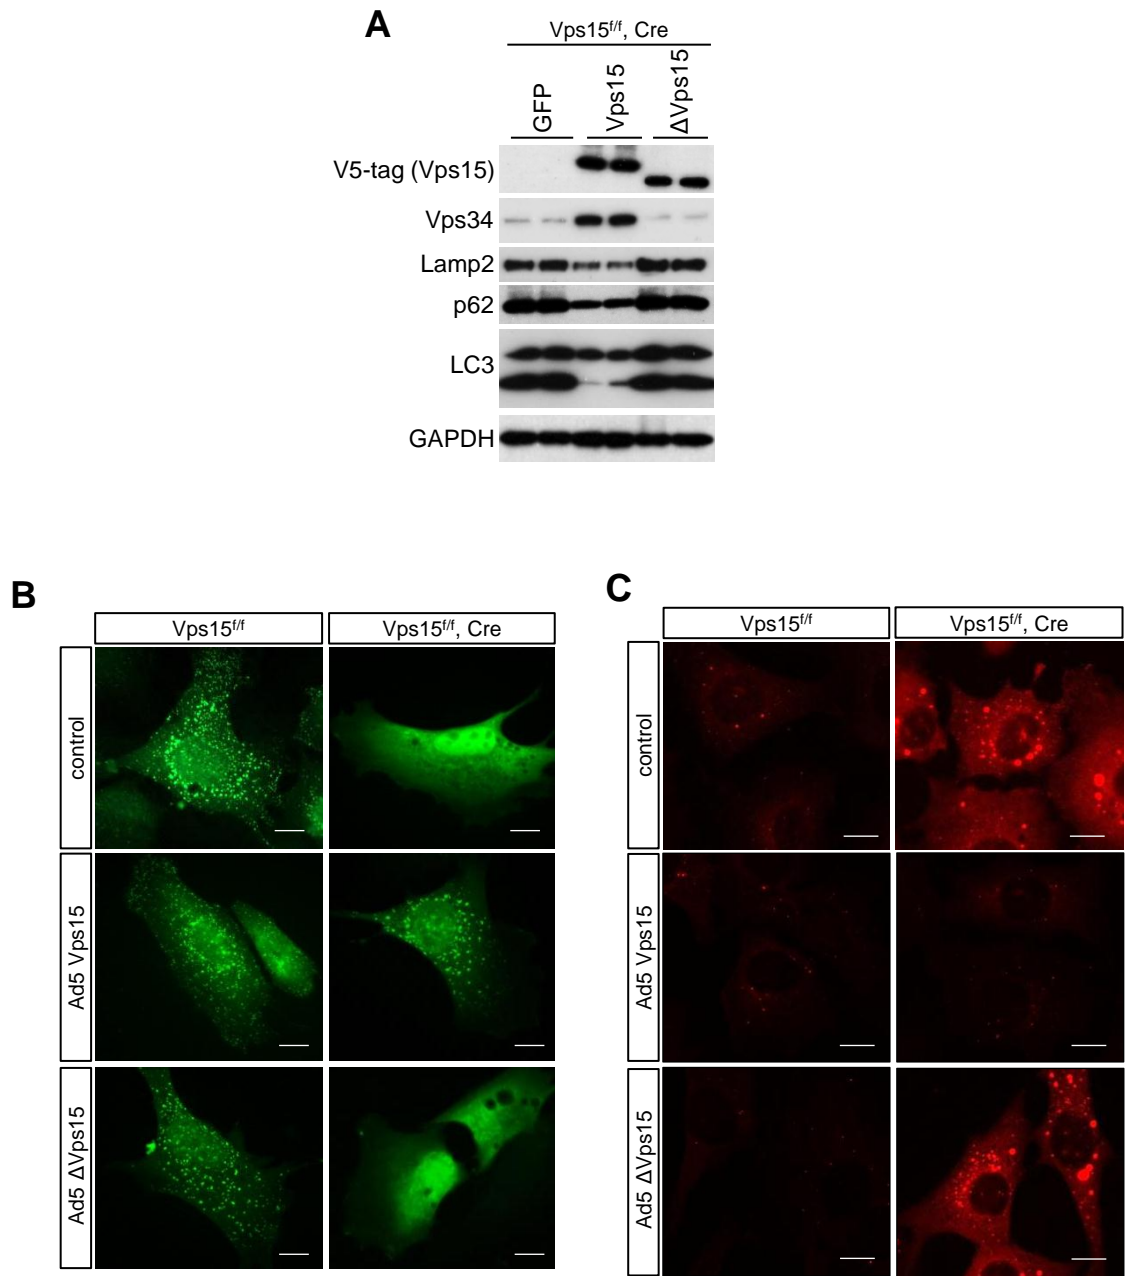 A
Vps15f/f, Cre
GFP
Vps15
ΔVps15
V5-tag (Vps15)
Vps34
Lamp2
p62
LC3
GAPDH
B
Vps15f/f
Vps15f/f, Cre
control
Ad5 Vps15
Ad5 ΔVps15
C
Vps15f/f
Vps15f/f, Cre
control
Ad5 Vps15
Ad5 ΔVps15